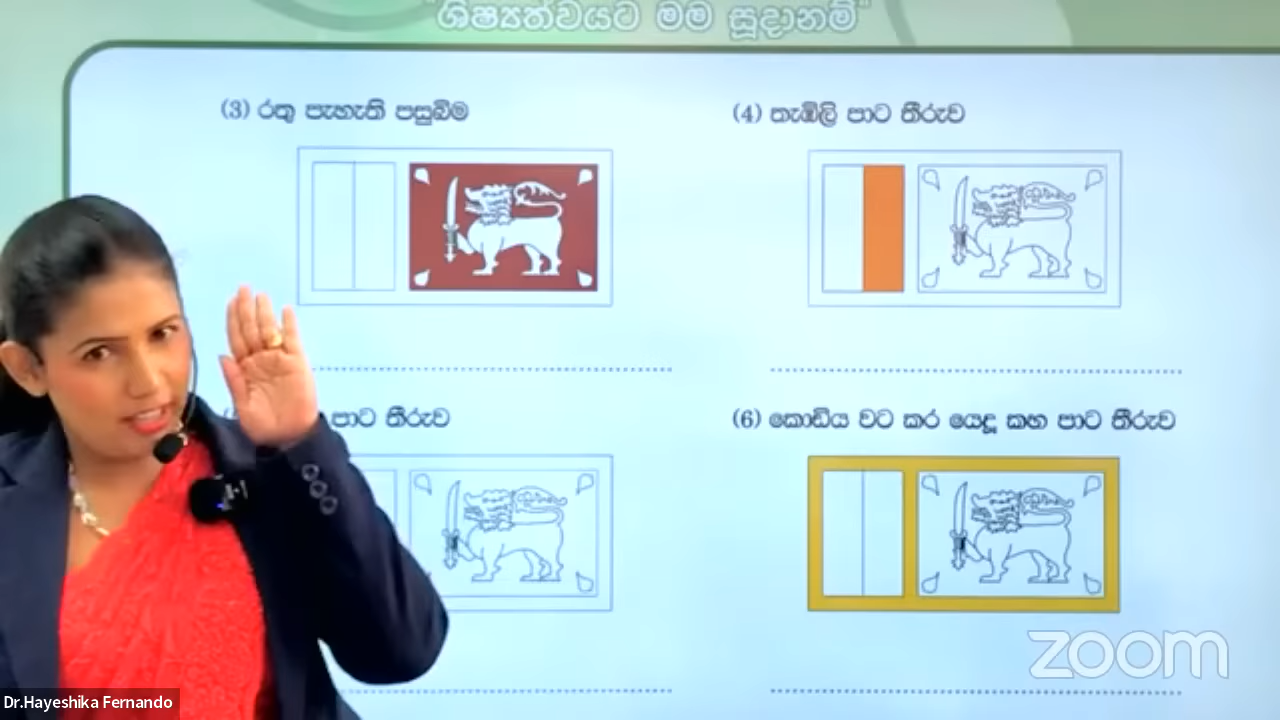 "ශිෂ්‍යත්වයට මම සූදානම්"
(3) රතු පැහැති පසුබිම
(4) තැඹිලි පාට තීරුව
පාට තීරුව
(6) කොඩිය වට කර යෙදූ කහ පාට තීරුව
zoom
Dr.Hayeshika Fernando